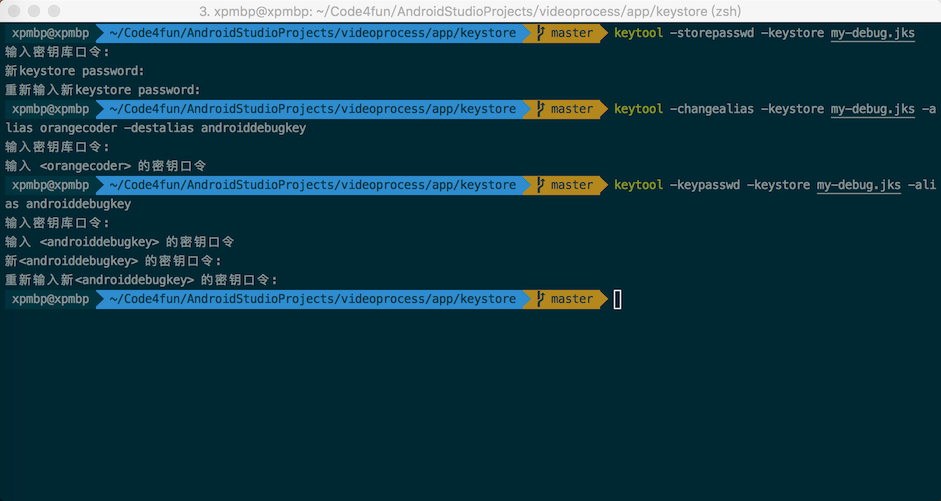 3. xpmbp@xpmbp: ~/Code4fun/AndroidStudioProjects/videoprocess/app/keystore (zsh)
xpmbp@xpmbp ~/Code4fun/AndroidStudioProjects/videoprocess/app/keystore master keytool -storepasswd -keystore my-debug.jks
输入密钥库口令:
新keystore password:
重新输入新keystore password:
xpmbp@xpmbp ~/Code4fun/AndroidStudioProjects/videoprocess/app/keystore master keytool -changealias -keystore my-debug.jks -a
lias orangecoder -destalias androiddebugkey
输入密钥库口令:
输入 <orangecoder> 的密钥口令
xpmbp@xpmbp ~/Code4fun/AndroidStudioProjects/videoprocess/app/keystore master keytool -keypasswd -keystore my-debug.jks -ali
as androiddebugkey
输入密钥库口令:
输入 <androiddebugkey> 的密钥口令
新<androiddebugkey> 的密钥口令:
重新输入新<androiddebugkey> 的密钥口令:
xpmbp@xpmbp ~/Code4fun/AndroidStudioProjects/videoprocess/app/keystore master